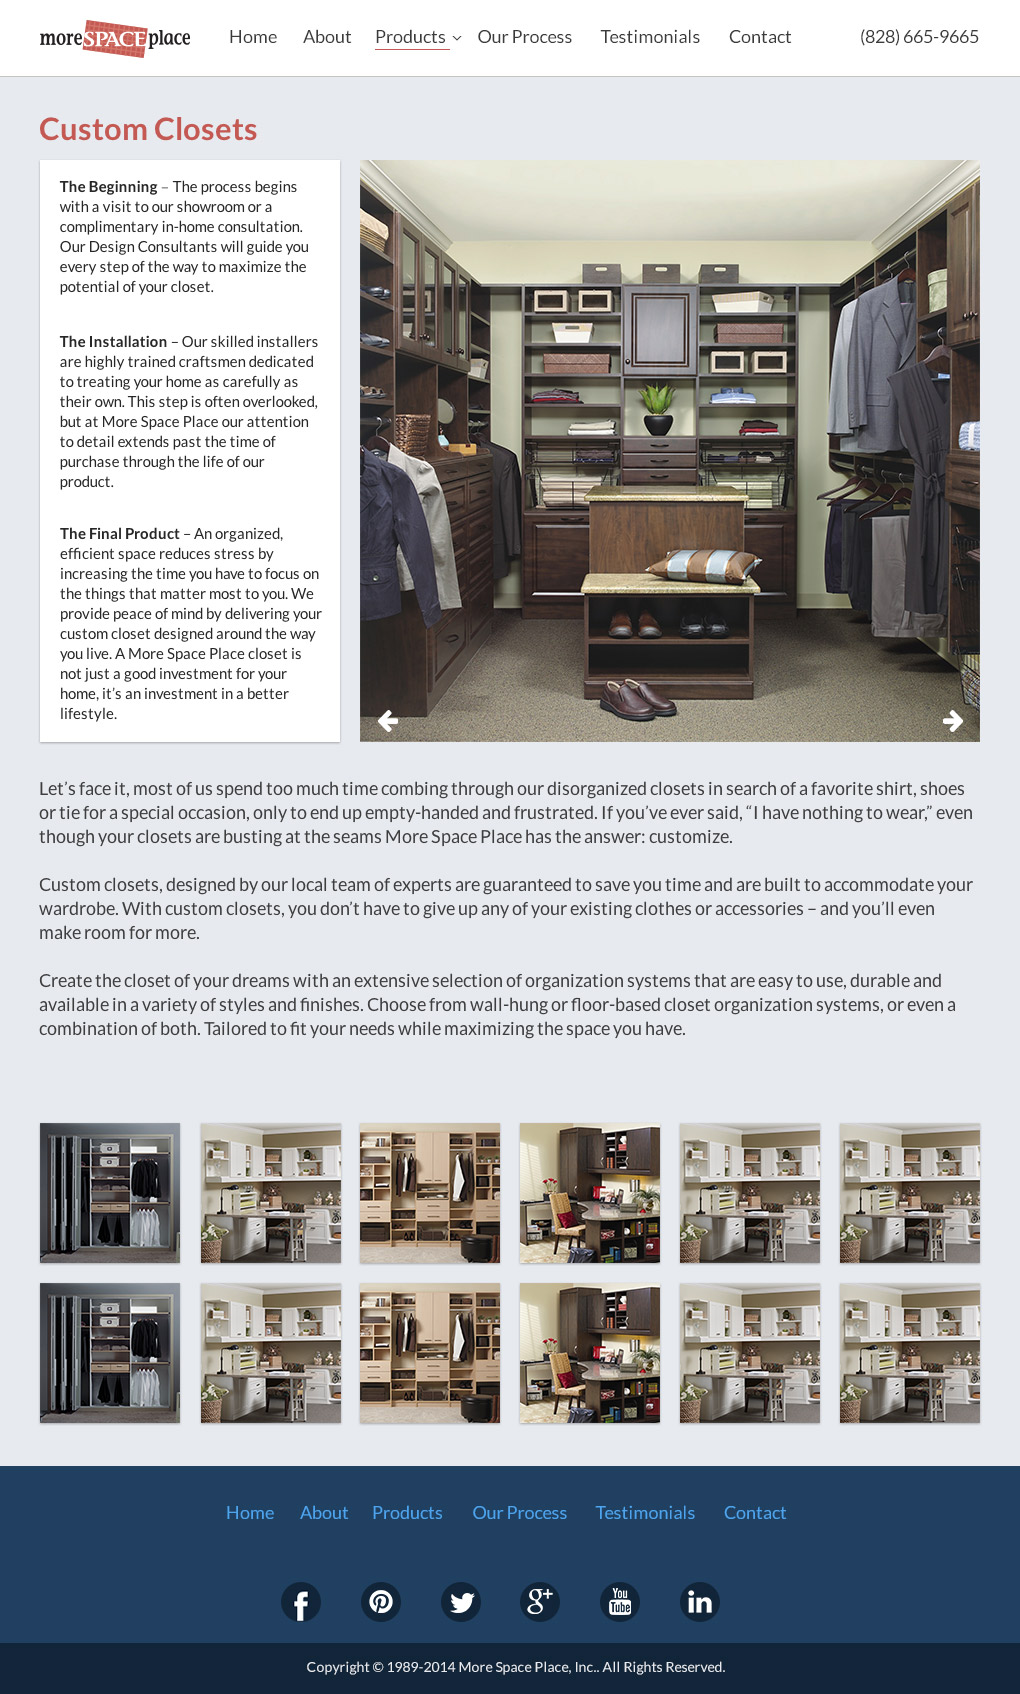 moreSPACEplace
Home About Products Our Process Testimonials Contact (828) 665-9665
Custom Closets
The Beginning – The process begins
with a visit to our showroom or a
complimentary in-home consultation.
Our Design Consultants will guide you
every step of the way to maximize the
potential of your closet.
The Installation – Our skilled installers
are highly trained craftsmen dedicated
to treating your home as carefully as
their own. This step is often overlooked,
but at More Space Place our attention
to detail extends past the time of
purchase through the life of our
product.
The Final Product – An organized,
efficient space reduces stress by
increasing the time you have to focus on
the things that matter most to you. We
provide peace of mind by delivering your
custom closet designed around the way
you live. A More Space Place closet is
not just a good investment for your
home, it’s an investment in a better
lifestyle.
Let’s face it, most of us spend too much time combing through our disorganized closets in search of a favorite shirt, shoes
or tie for a special occasion, only to end up empty-handed and frustrated. If you’ve ever said, “I have nothing to wear,” even
though your closets are busting at the seams More Space Place has the answer: customize.
Custom closets, designed by our local team of experts are guaranteed to save you time and are built to accommodate your
wardrobe. With custom closets, you don’t have to give up any of your existing clothes or accessories – and you’ll even
make room for more.
Create the closet of your dreams with an extensive selection of organization systems that are easy to use, durable and
available in a variety of styles and finishes. Choose from wall-hung or floor-based closet organization systems, or even a
combination of both. Tailored to fit your needs while maximizing the space you have.
Home About Products Our Process Testimonials Contact
f g+ You Tube in
Copyright © 1989-2014 More Space Place, Inc.. All Rights Reserved.